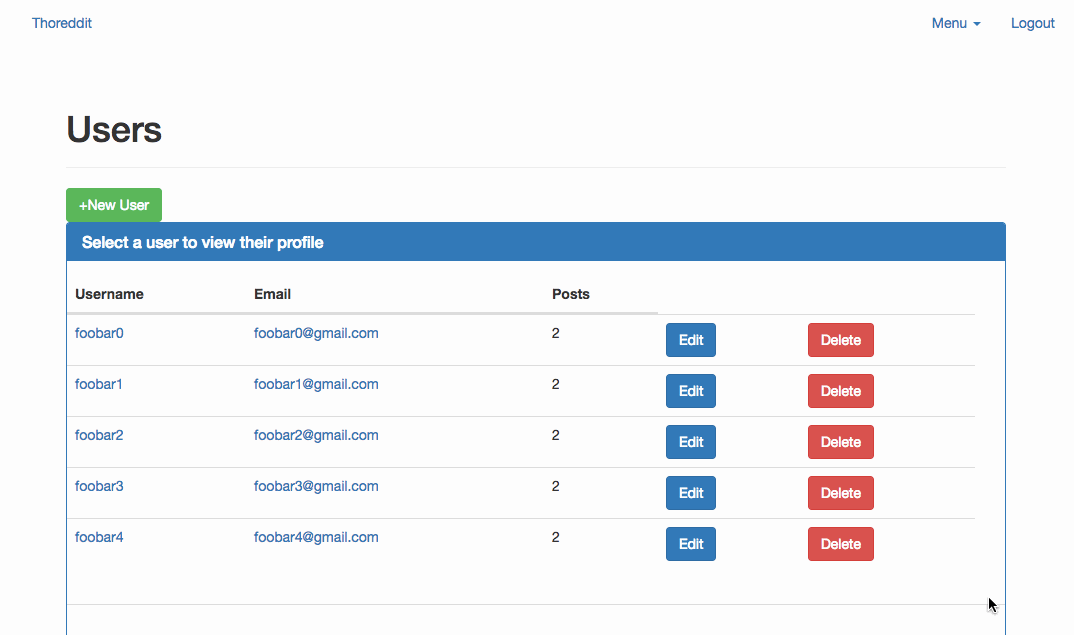 Thoreddit Menu Logout
Users
+New User
Select a user to view their profile
Username Email Posts
foobar0 foobar0@gmail.com 2 Edit Delete
foobar1 foobar1@gmail.com 2 Edit Delete
foobar2 foobar2@gmail.com 2 Edit Delete
foobar3 foobar3@gmail.com 2 Edit Delete
foobar4 foobar4@gmail.com 2 Edit Delete